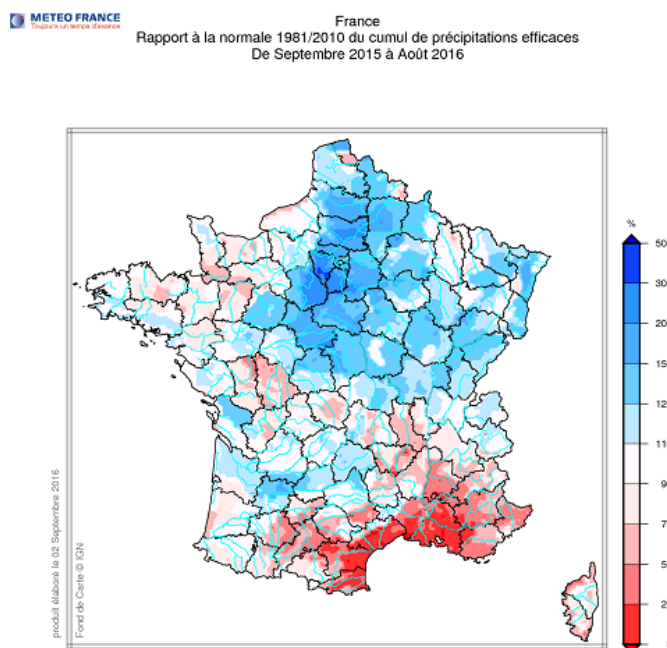 METEO FRANCE
Toujours un temps d'avance
France
Rapport à la normale 1981/2010 du cumul de précipitations efficaces
De Septembre 2015 à Août 2016
%
50
30
20
15
11
9
7
5
2
produit élaboré le 02 Septembre 2016
Fond de Carte © IGN